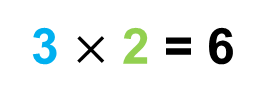 3 × 2 = 6